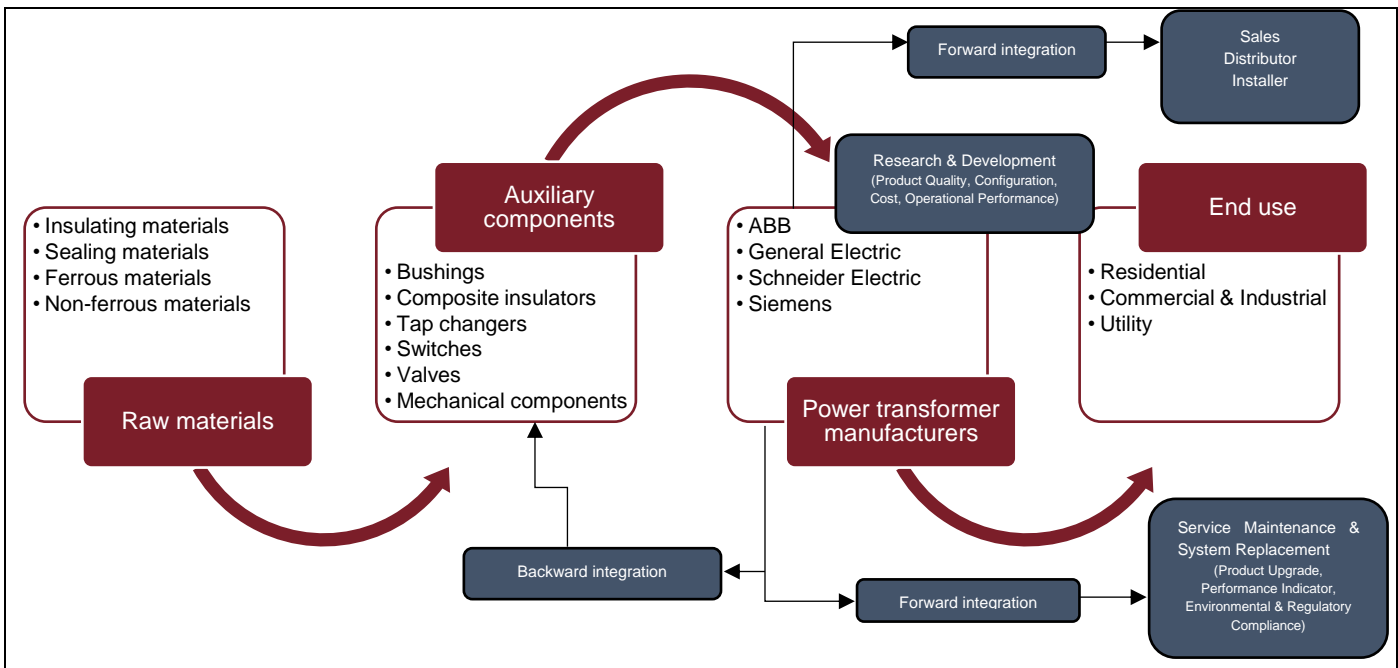 Forward integration
Sales
Distributor
Installer
Research & Development
(Product Quality, Configuration,
Cost, Operational Performance)
• Insulating materials
• Sealing materials
• Ferrous materials
• Non-ferrous materials
Raw materials
Auxiliary
components
• Bushings
• Composite insulators
• Tap changers
• Switches
• Valves
• Mechanical components
• ABB
• General Electric
• Schneider Electric
• Siemens
Power transformer
manufacturers
End use
• Residential
• Commercial & Industrial
• Utility
Backward integration
Forward integration
Service Maintenance &
System Replacement
(Product Upgrade,
Performance Indicator,
Environmental & Regulatory
Compliance)